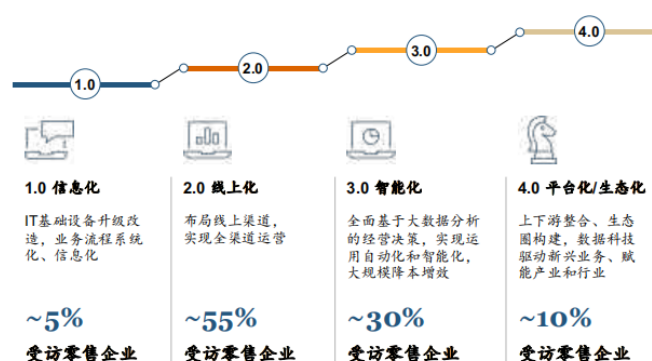 1.0
2.0
3.0
4.0
1.0 信息化
IT基础设备升级改
造，业务流程系统
化、信息化
~5%
受访零售企业
2.0 线上化
布局线上渠道，
实现全渠道运营
~55%
受访零售企业
3.0 智能化
全面基于大数据分析
的经营决策，实现运
用自动化和智能化，
大规模降本增效
~30%
受访零售企业
4.0 平台化/生态化
上下游整合、生态
圈构建，数据科技
驱动新兴业务、赋
能产业和行业
~10%
受访零售企业